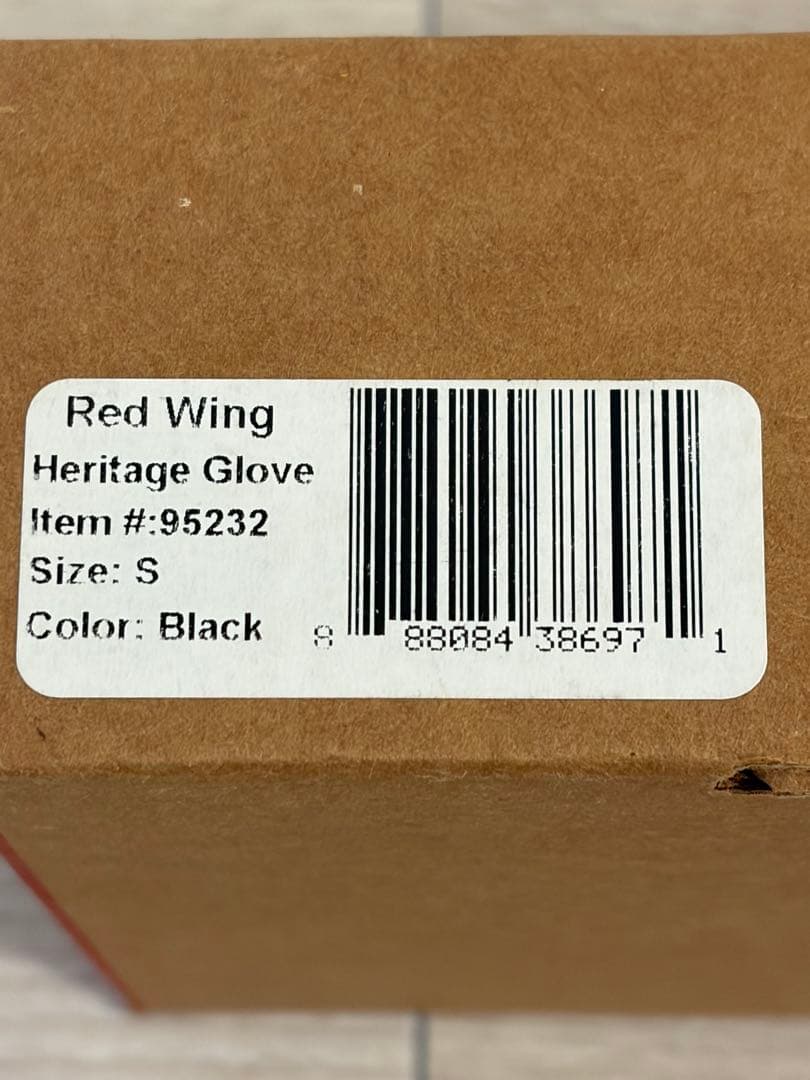 Red Wing
Heritage Glove
Item #:95232
Size: S
Color: Black
8 88084 38697 1